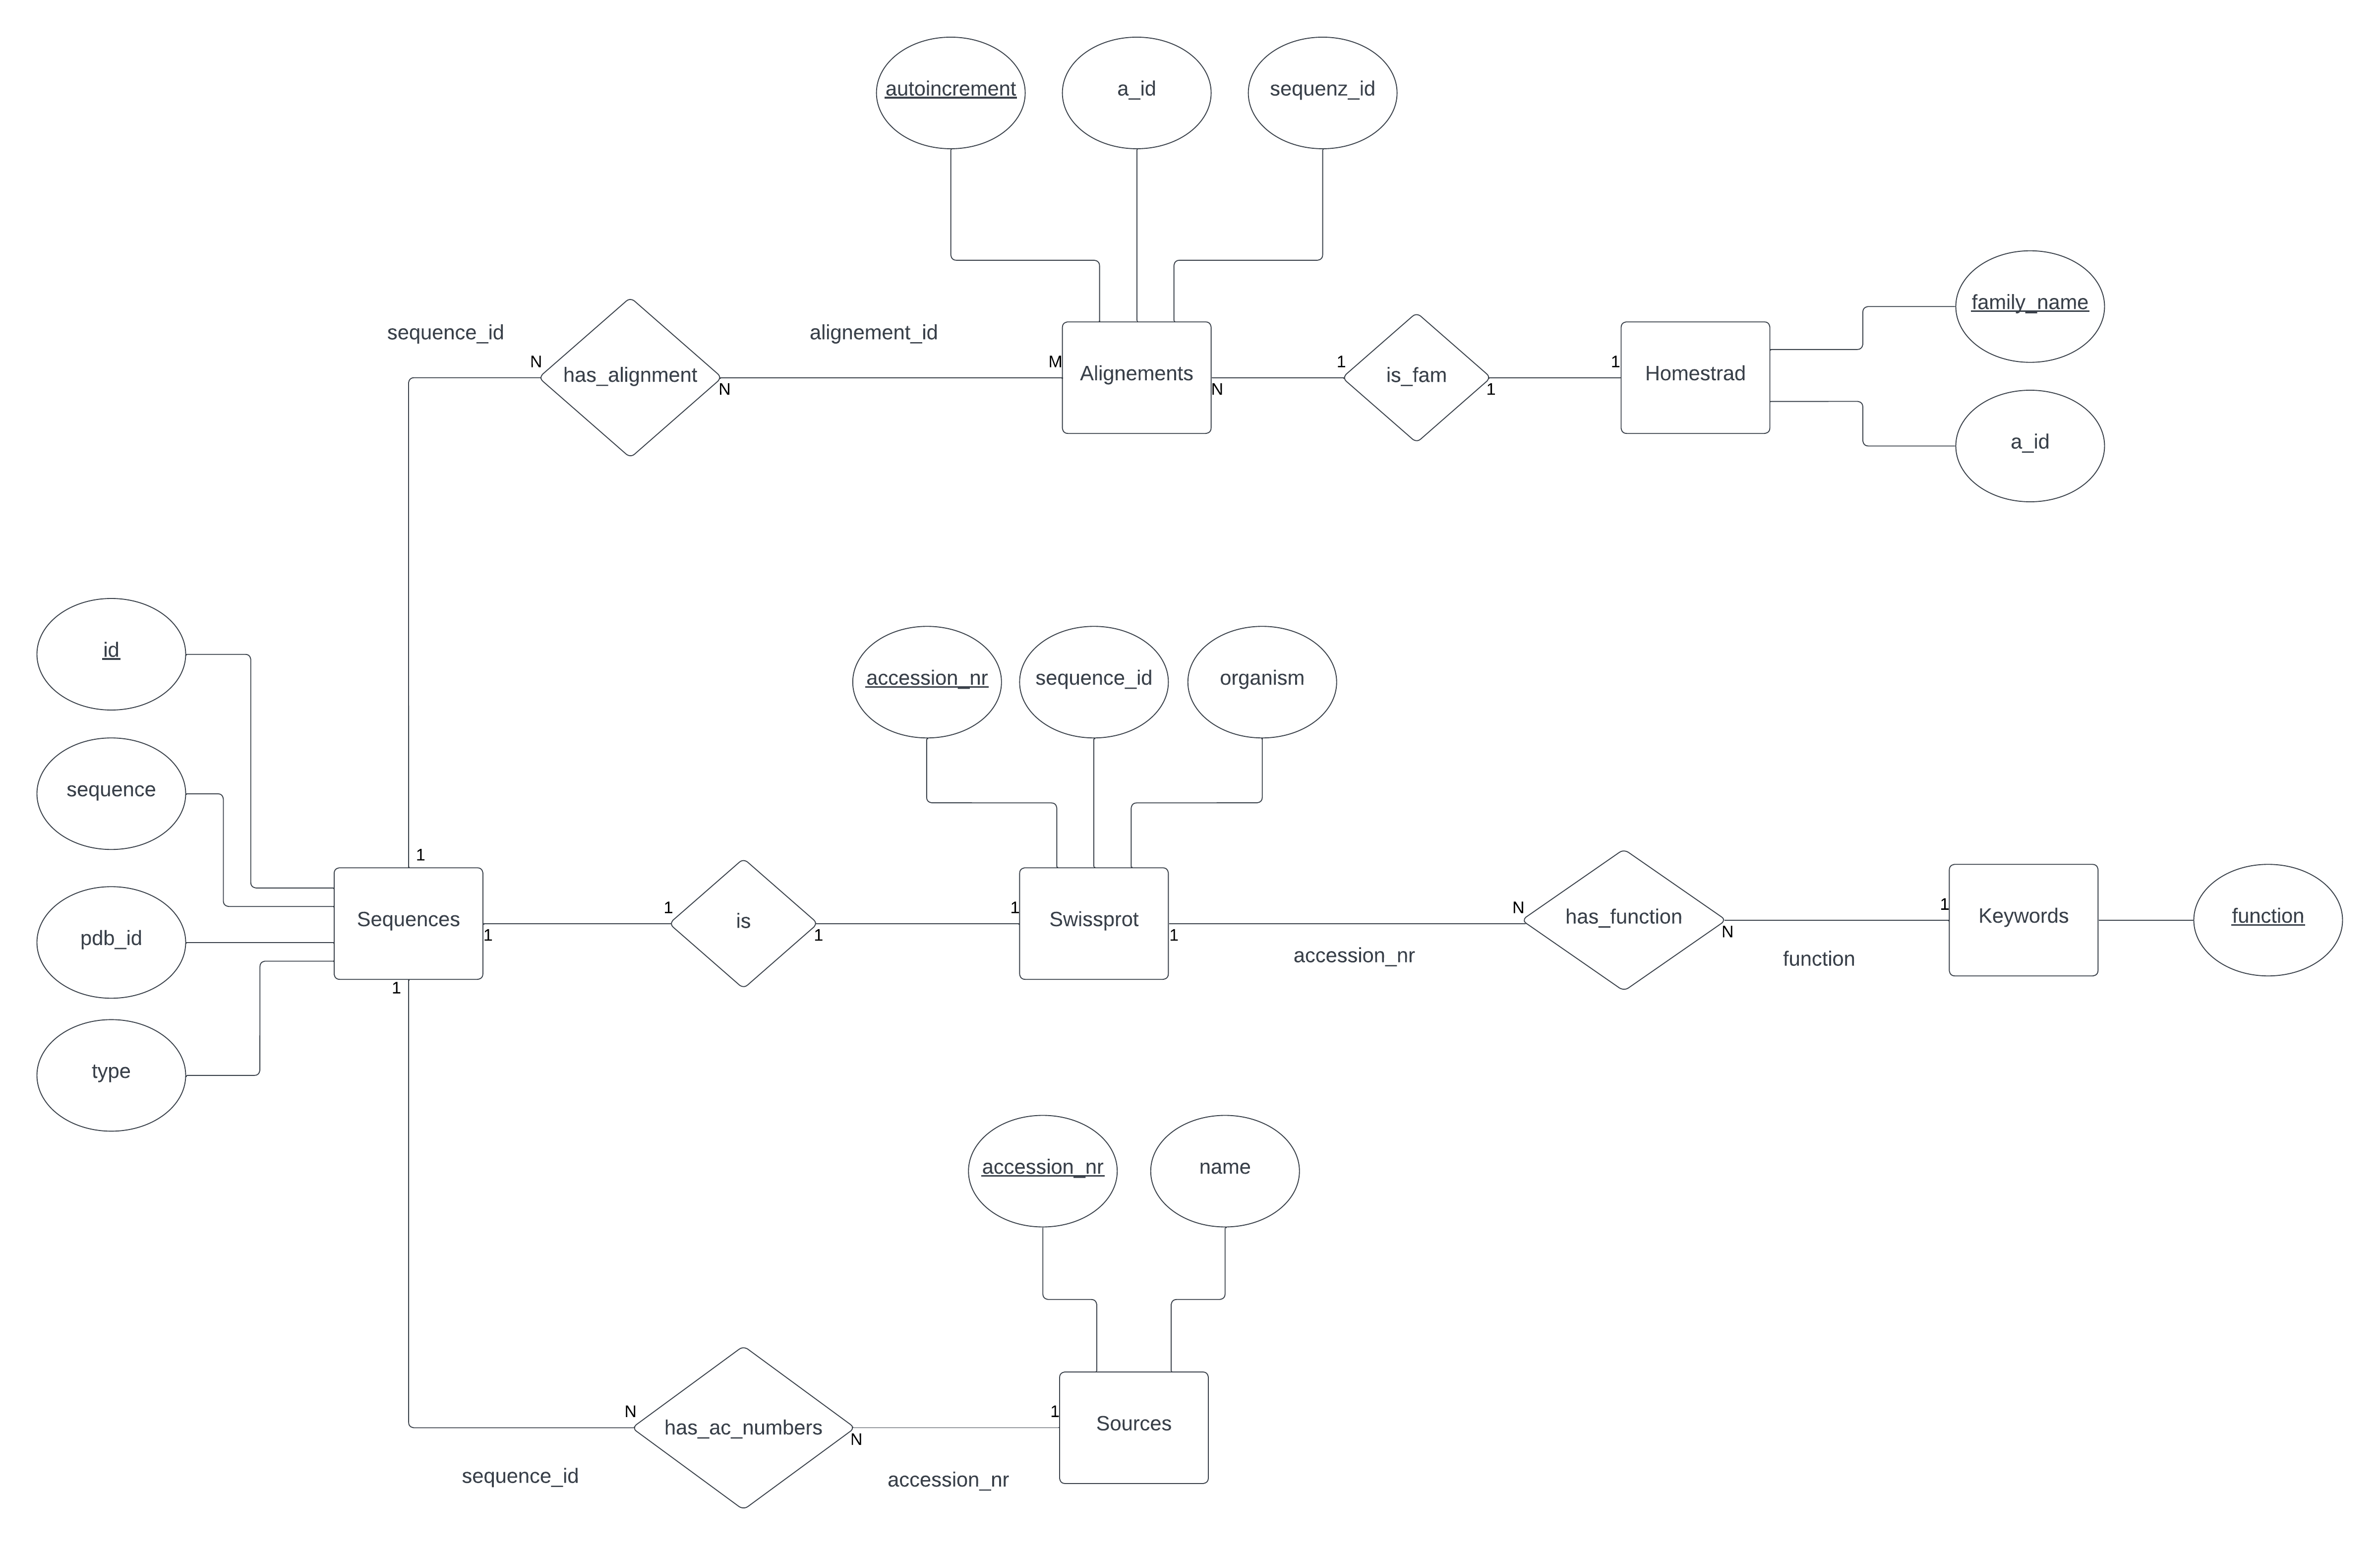 autoincrement
a_id
sequenz_id
family_name
sequence_id
alignement_id
N
has_alignment
N
M
Alignements
N
1
is_fam
1
1
Homestrad
a_id
id
accession_nr
sequence_id
organism
sequence
1
Sequences
1
1
is
1
1
Swissprot
1
N
has_function
N
1
Keywords
function
accession_nr
function
pdb_id
1
type
accession_nr
name
N
has_ac_numbers
N
1
Sources
sequence_id
accession_nr